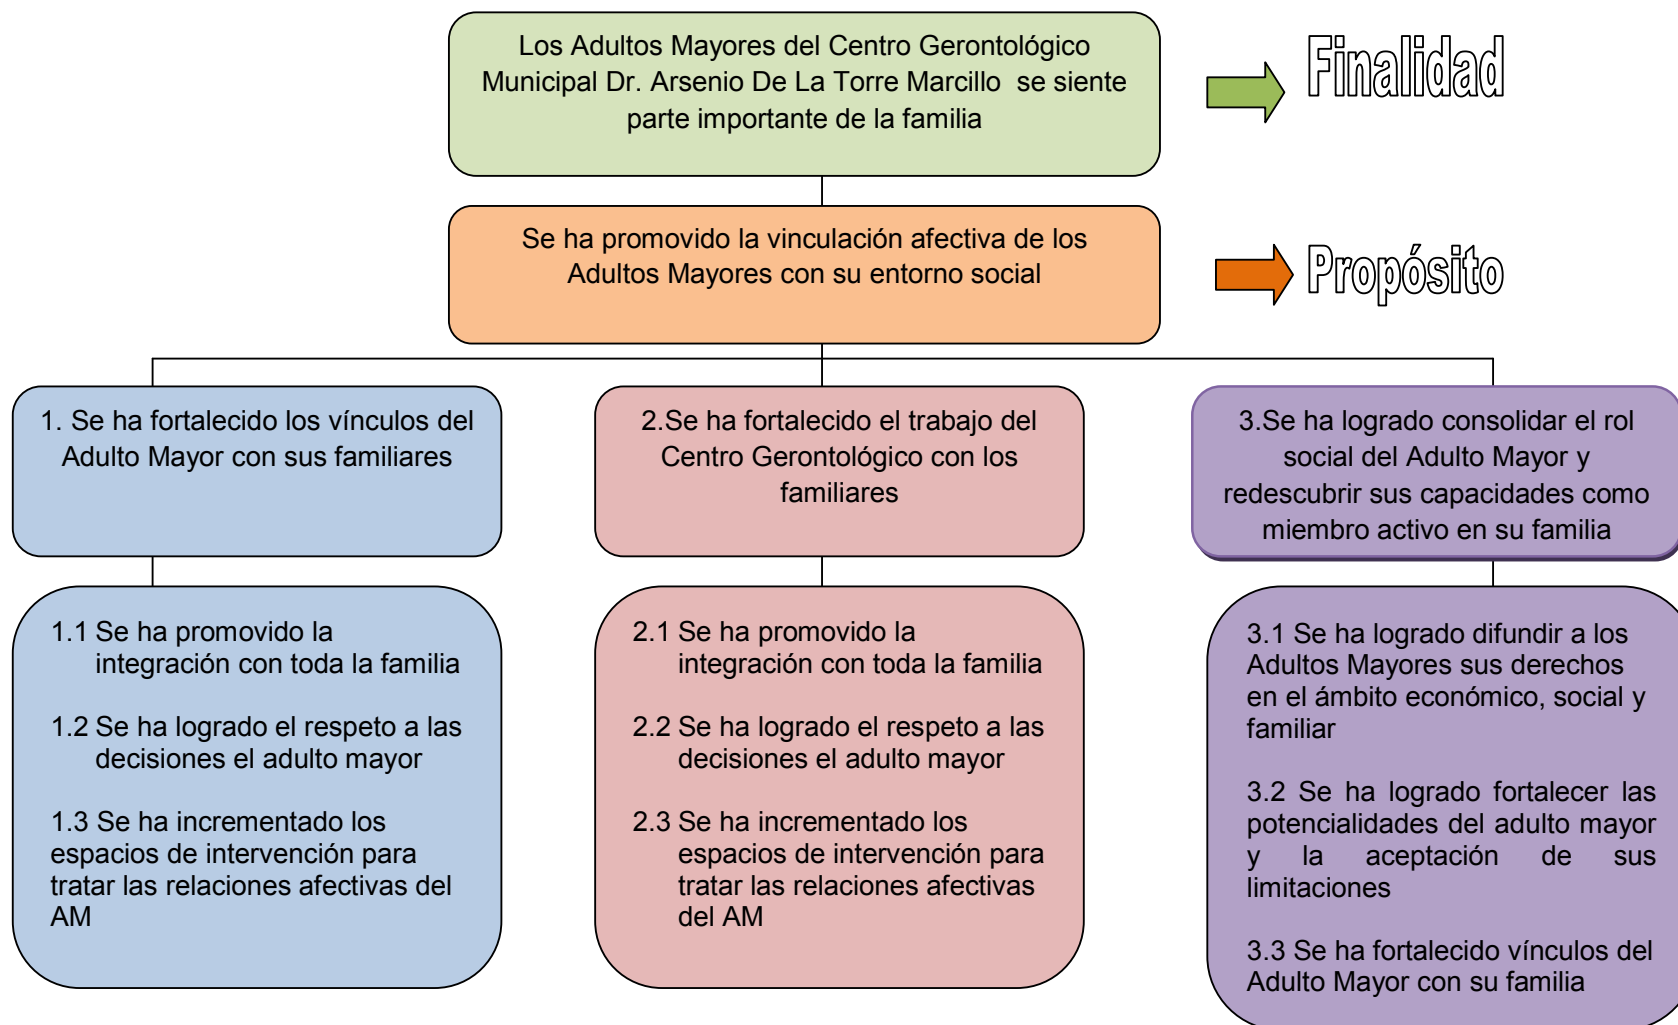 Los Adultos Mayores del Centro Gerontológico
Municipal Dr. Arsenio De La Torre Marcillo  se siente
parte importante de la familia
Finalidad
Se ha promovido la vinculación afectiva de los
Adultos Mayores con su entorno social
Propósito
1. Se ha fortalecido los vínculos del
Adulto Mayor con sus familiares
2.Se ha fortalecido el trabajo del
Centro Gerontológico con los
familiares
3.Se ha logrado consolidar el rol
social del Adulto Mayor y
redescubrir sus capacidades como
miembro activo en su familia
1.1 Se ha promovido la
integración con toda la familia
1.2 Se ha logrado el respeto a las
decisiones el adulto mayor
1.3 Se ha incrementado los
espacios de intervención para
tratar las relaciones afectivas del
AM
2.1 Se ha promovido la
integración con toda la familia
2.2 Se ha logrado el respeto a las
decisiones el adulto mayor
2.3 Se ha incrementado los
espacios de intervención para
tratar las relaciones afectivas
del AM
3.1 Se ha logrado difundir a los
Adultos Mayores sus derechos
en el ámbito económico, social y
familiar
3.2 Se ha logrado fortalecer las
potencialidades del adulto mayor
y la aceptación de sus
limitaciones
3.3 Se ha fortalecido vínculos del
Adulto Mayor con su familia